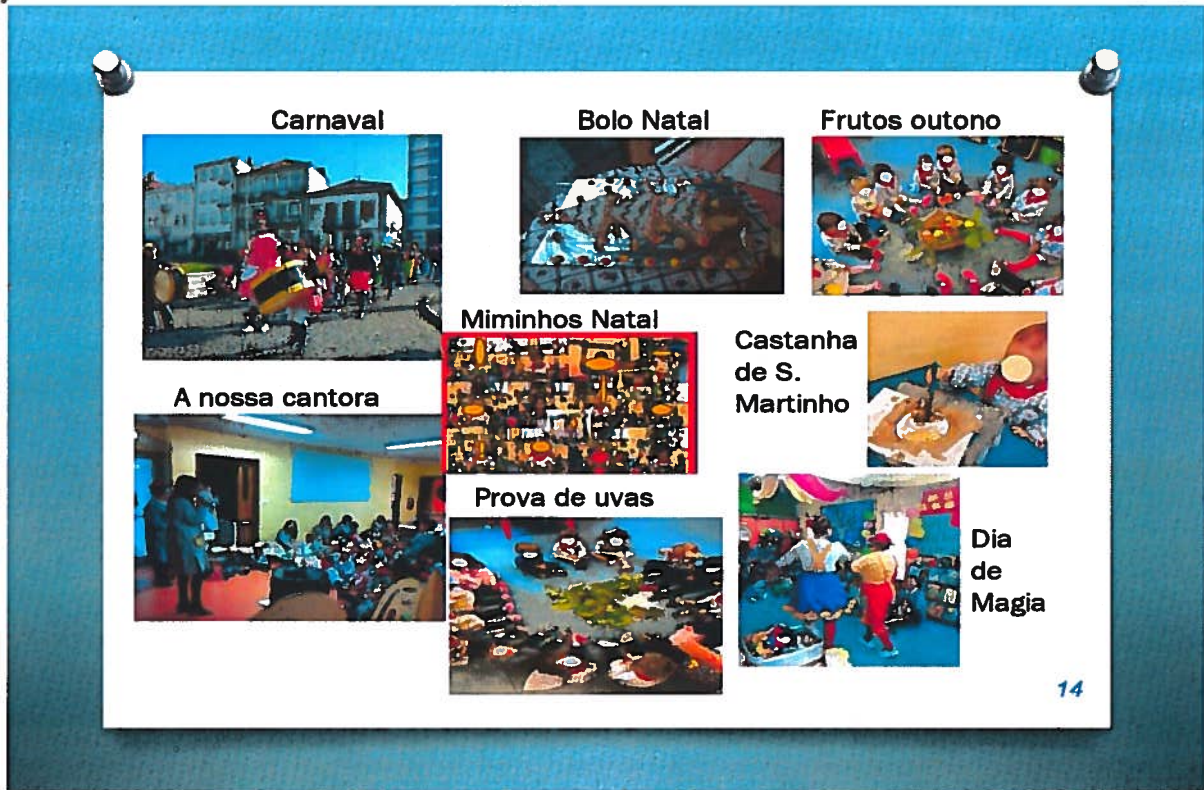 Carnaval
Bolo Natal
Frutos outono
Miminhos Natal
Castanha
de S.
Martinho
A nossa cantora
Prova de uvas
Dia
de
Magia
14